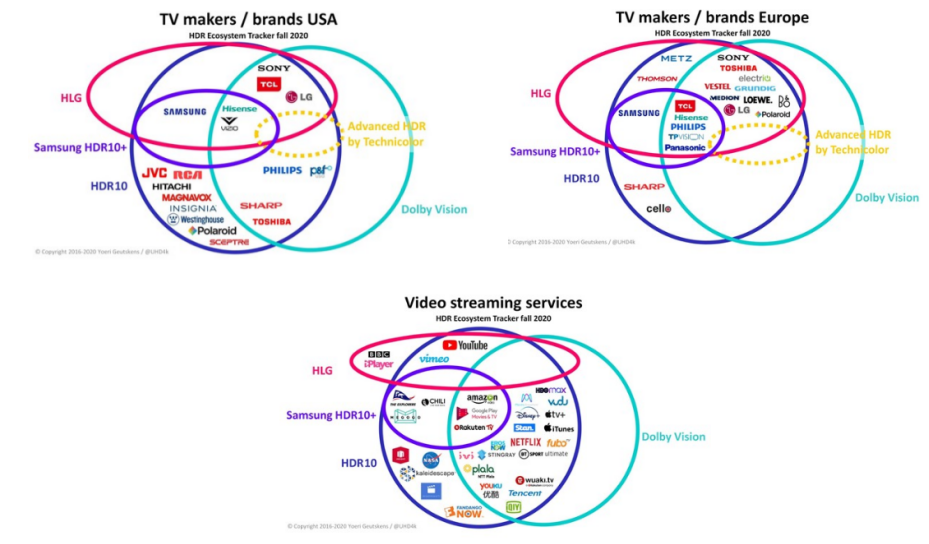 TV makers / brands USA
HDR Ecosystem Tracker fall 2020
SONY
TCL
LG
HLG
SAMSUNG
Hisense
VIZIO
Advanced HDR
by Technicolor
Samsung HDR10+
HDR10
JVC RCA
PHILIPS
HITACHI
MAGNAVOX
INSIGNIA
SHARP
Dolby Vision
Westinghouse
TOSHIBA
Polaroid
SCEPTRE
© Copyright 2016-2020 Yoeri Geutskens / @UHD4k
TV makers / brands Europe
HDR Ecosystem Tracker fall 2020
METZ
SONY
TOSHIBA
THOMSON
electriQ
VESTEL GRUNDIG
HLG
MEDION LOEWE.
TCL
LG
Polaroid
SAMSUNG
Hisense
PHILIPS
TPVISION
Panasonic
Advanced HDR
by Technicolor
Samsung HDR10+
HDR10
SHARP
cello
Dolby Vision
Copyright 2016-2020 Yoeri Geutskens / @UHD4k
Video streaming services
HDR Ecosystem Tracker fall 2020
YouTube
BBC
iPlayer
vimeo
HLG
HBOmax
CHILI
amazon
vudu
Samsung HDR10+
Google Play
Movies & TV
Disney+
tv+
Rakuten TV
Stan.
iTunes
Dolby Vision
NETFLIX
fuboTV
HDR10
NASA
ivi
STINGRAY
BT SPORT ultimate
kaleidescape
plala
wuaki.tv
YOUKU
优酷
Tencent
FANDANGO
NOW
QIY
© Copyright 2016-2020 Yoeri Geutskens / @UHD4k